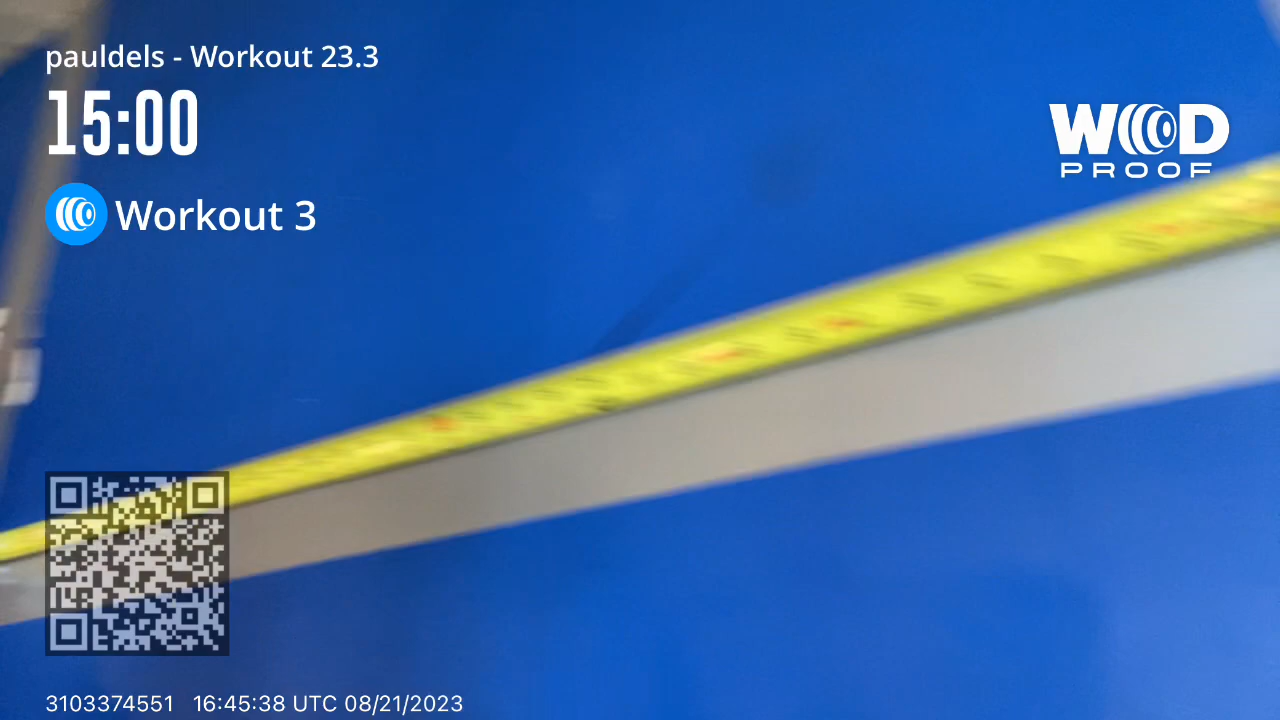 pauldels - Workout 23.3
15:00
WOD
PROOF
Workout 3
3103374551 16:45:38 UTC 08/21/2023